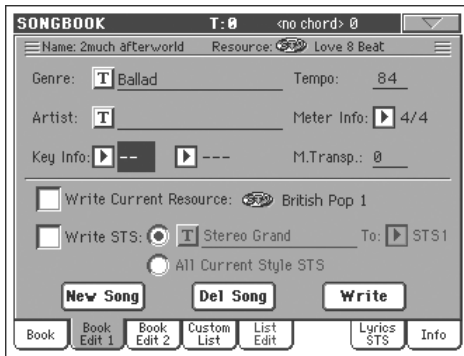 SONGBOOK T:0 <no chord> 0
Name: 2much afterworld Resource: STY Love 8 Beat
Genre: T Ballad Tempo: 84
Artist: T Meter Info: 4/4
Key Info: -- --- M.Transp.: 0
Write Current Resource: STY British Pop 1
Write STS: T Stereo Grand To: STS1
All Current Style STS
New Song Del Song Write
Book Book Edit 1 Book Edit 2 Custom List List Edit Lyrics STS Info